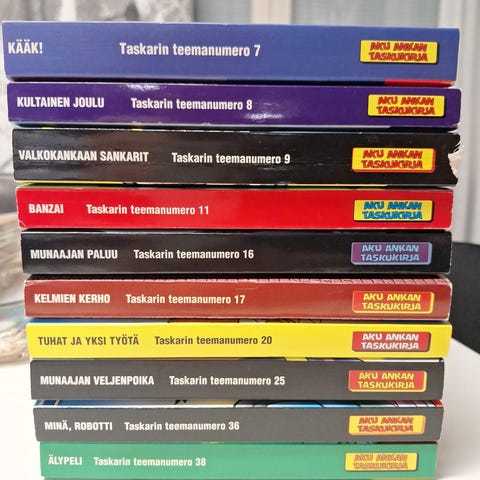 KÄÄK! Taskarin teemanumero 7 AKU ANKAN
TASKUKIRJA
KULTAINEN JOULU Taskarin teemanumero 8 AKU ANKAN
TASKUKIRJA
VALKOKANKAAN SANKARIT Taskarin teemanumero 9 AKU ANKAN
TASKUKIRJA
BANZAI Taskarin teemanumero 11 AKU ANKAN
TASKUKIRJA
MUNAAJAN PALUU Taskarin teemanumero 16 AKU ANKAN
TASKUKIRJA
KELMIEN KERHO Taskarin teemanumero 17 AKU ANKAN
TASKUKIRJA
TUHAT JA YKSI TYÖTÄ Taskarin teemanumero 20 AKU ANKAN
TASKUKIRJA
MUNAAJAN VELJENPOIKA Taskarin teemanumero 25 AKU ANKAN
TASKUKIRJA
MINÄ, ROBOTTI Taskarin teemanumero 36 AKU ANKAN
TASKUKIRJA
ÄLYPELI Taskarin teemanumero 38 AKU ANKAN
TASKUKIRJA